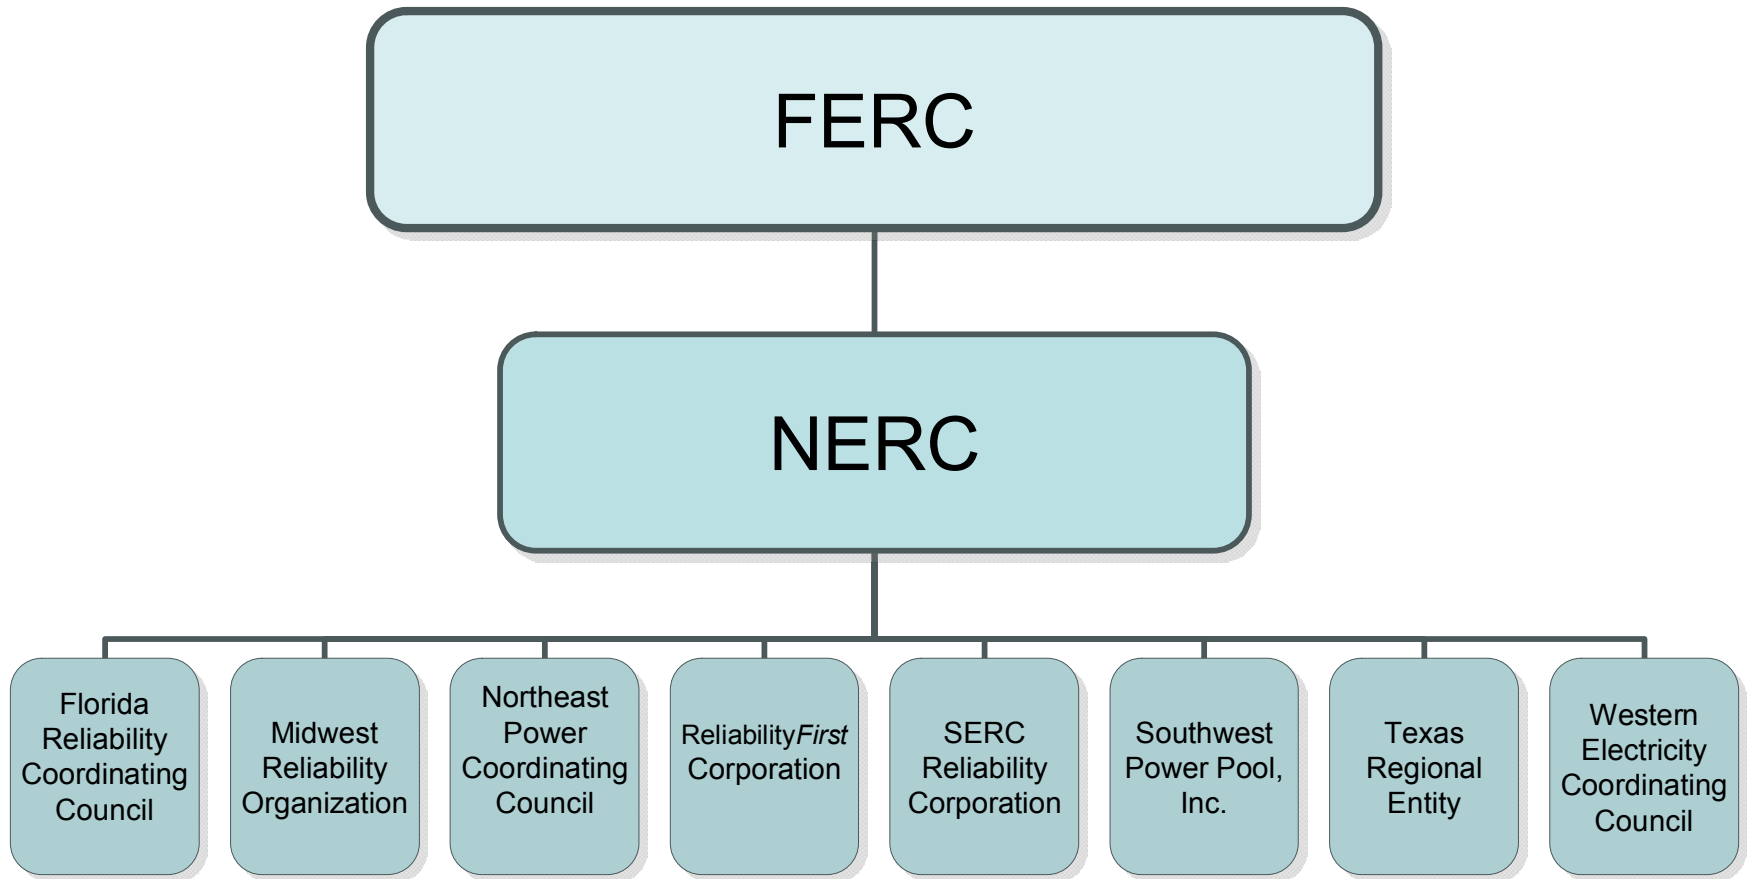 FERC
NERC
Florida
Reliability
Coordinating
Council
Midwest
Reliability
Organization
Northeast
Power
Coordinating
Council
ReliabilityFirst
Corporation
SERC
Reliability
Corporation
Southwest
Power Pool,
Inc.
Texas
Regional
Entity
Western
Electricity
Coordinating
Council